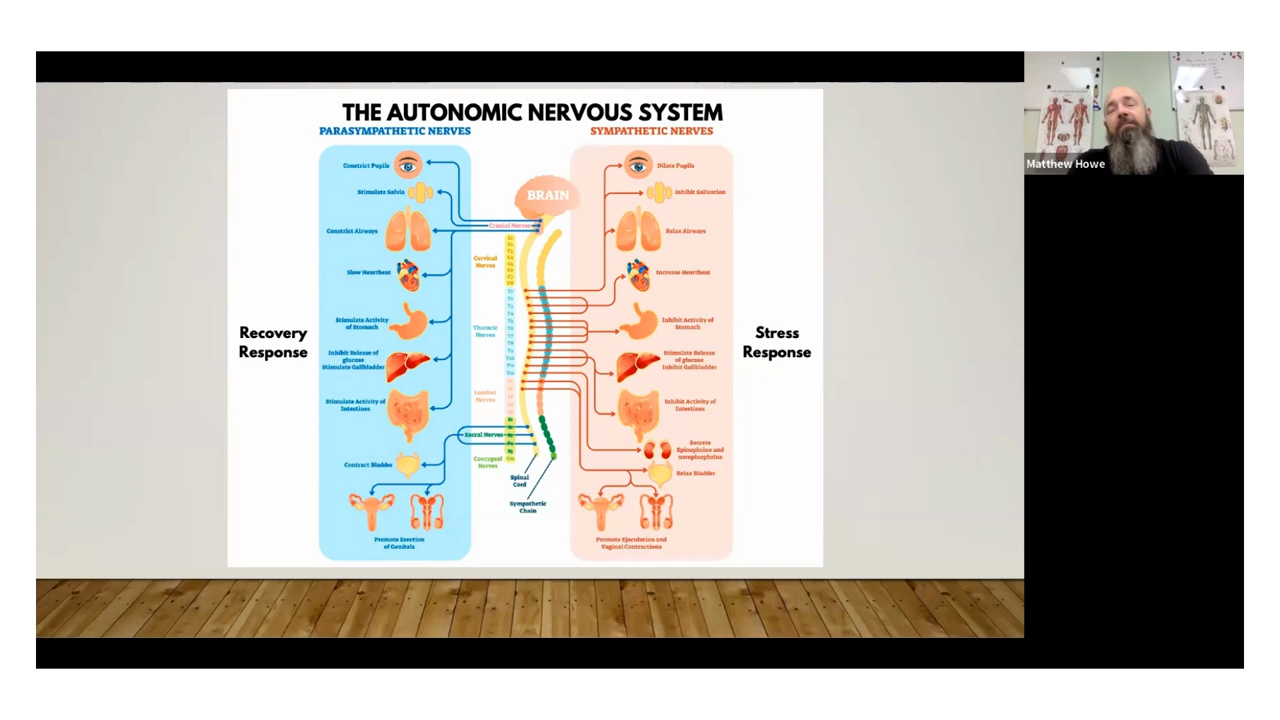 THE AUTONOMIC NERVOUS SYSTEM
PARASYMPATHETIC NERVES
SYMPATHETIC NERVES
Matthew Howe
Constrict Pupils
Stimulate Salvia
Constrict Airways
Slow Heartbeat
Stimulate Activity
of Stomach
Inhibit Release of
glucose
Stimulate Gallbladder
Stimulate Activity of
Intestines
Contract Bladder
Promote Erection
of Genitals
Recovery
Response
BRAIN
Cranial Nerves
Cervical
Nerves
Thoracic
Nerves
Lumbar
Nerves
Sacral Nerves
Coccygeal
Nerves
Spinal
Cord
Sympathetic
Chain
Dilate Pupils
Inhibit Salivation
Relax Airways
Increase Heartbeat
Inhibit Activity of
Stomach
Stimulate Release
of glucose
Inhibit Gallbladder
Inhibit Activity of
Intestines
Secrete
Epinephrine and
norepinephrine
Relax Bladder
Promote Ejaculation and
Vaginal Contractions
Stress
Response